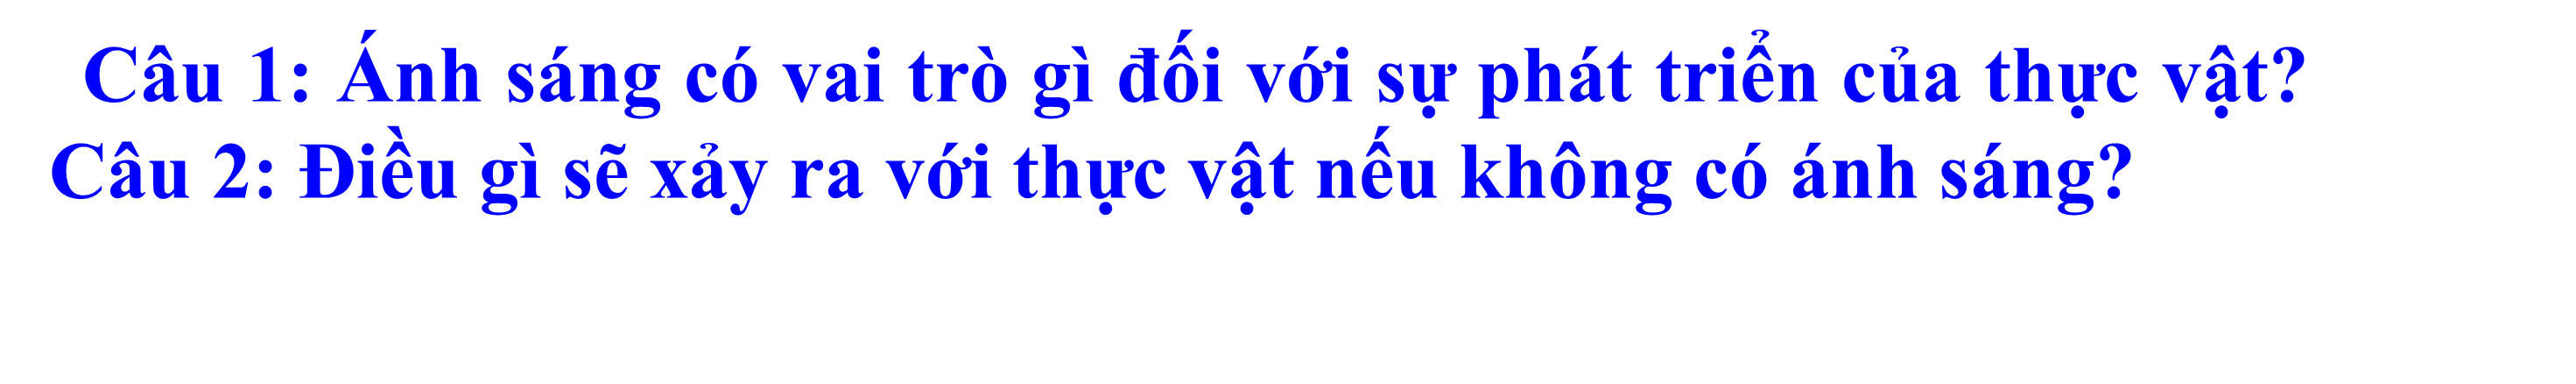 Câu 1: Ánh sáng có vai trò gì đối với sự phát triển của thực vật?
Câu 2: Điều gì sẽ xảy ra với thực vật nếu không có ánh sáng?